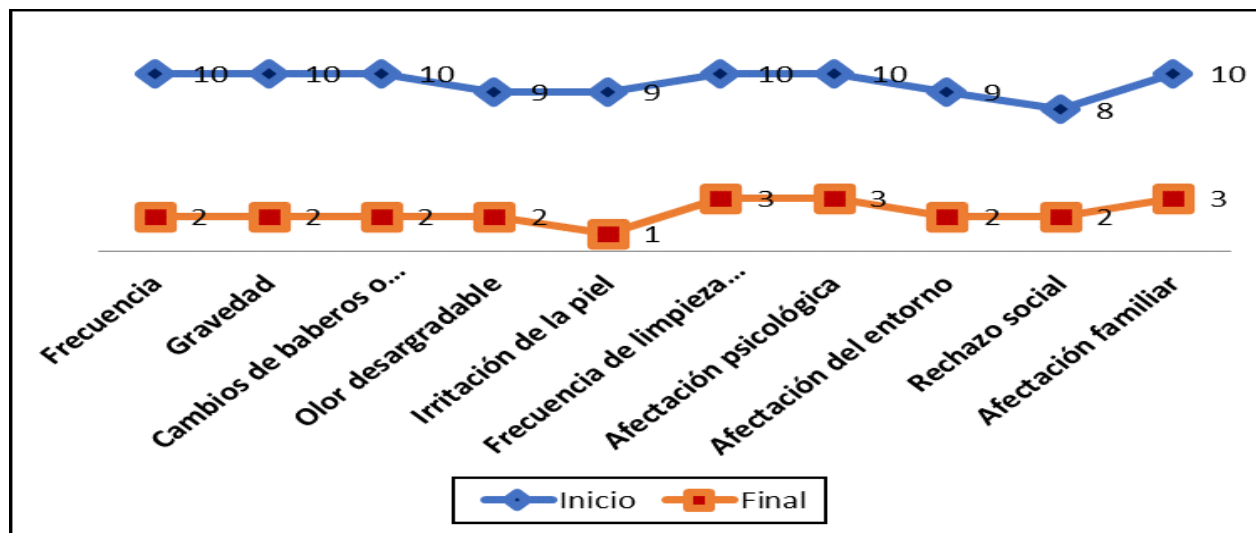 10 10 10 9 9 10 10 9 8 10
2 2 2 2 1 3 3 2 2 3
Frecuencia
Gravedad
Cambios de baberos o...
Olor desargradable
Irritación de la piel
Frecuencia de limpieza...
Afectación psicológica
Afectación del entorno
Rechazo social
Afectación familiar
Inicio Final